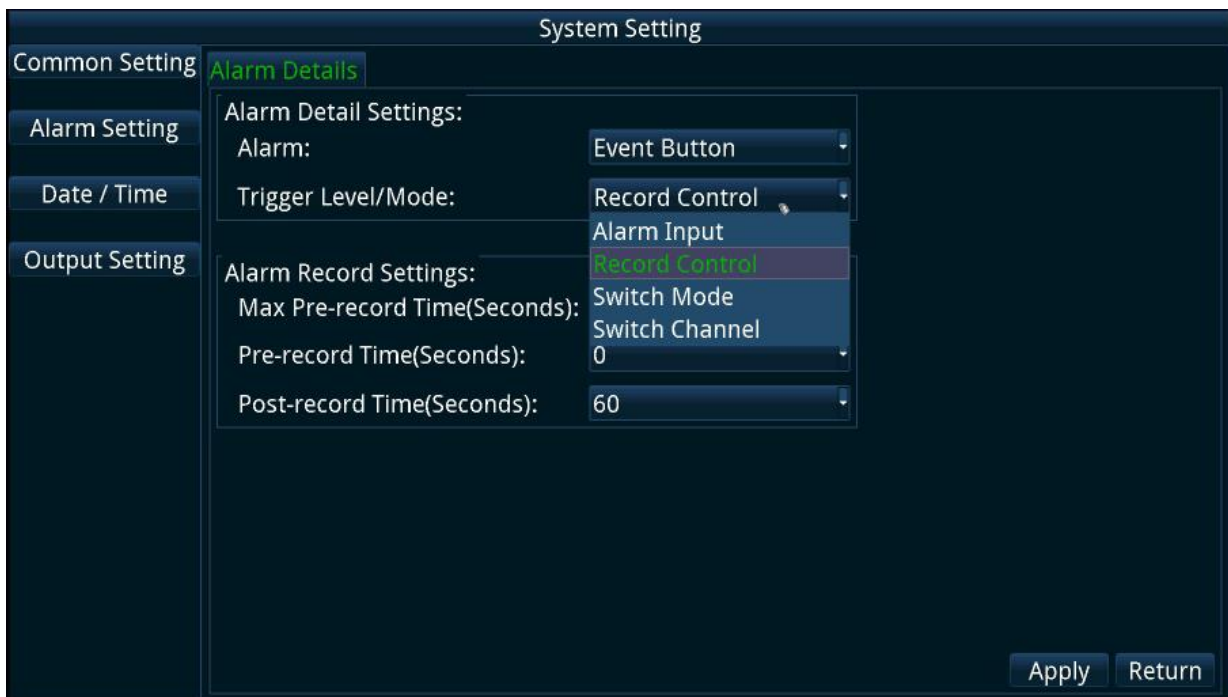 System Setting
Common Setting
Alarm Setting
Date / Time
Output Setting
Alarm Details
Alarm Detail Settings:
Alarm: Event Button
Trigger Level/Mode: Record Control
Alarm Input
Record Control
Switch Mode
Switch Channel
Alarm Record Settings:
Max Pre-record Time(Seconds):
Pre-record Time(Seconds): 0
Post-record Time(Seconds): 60
Apply Return